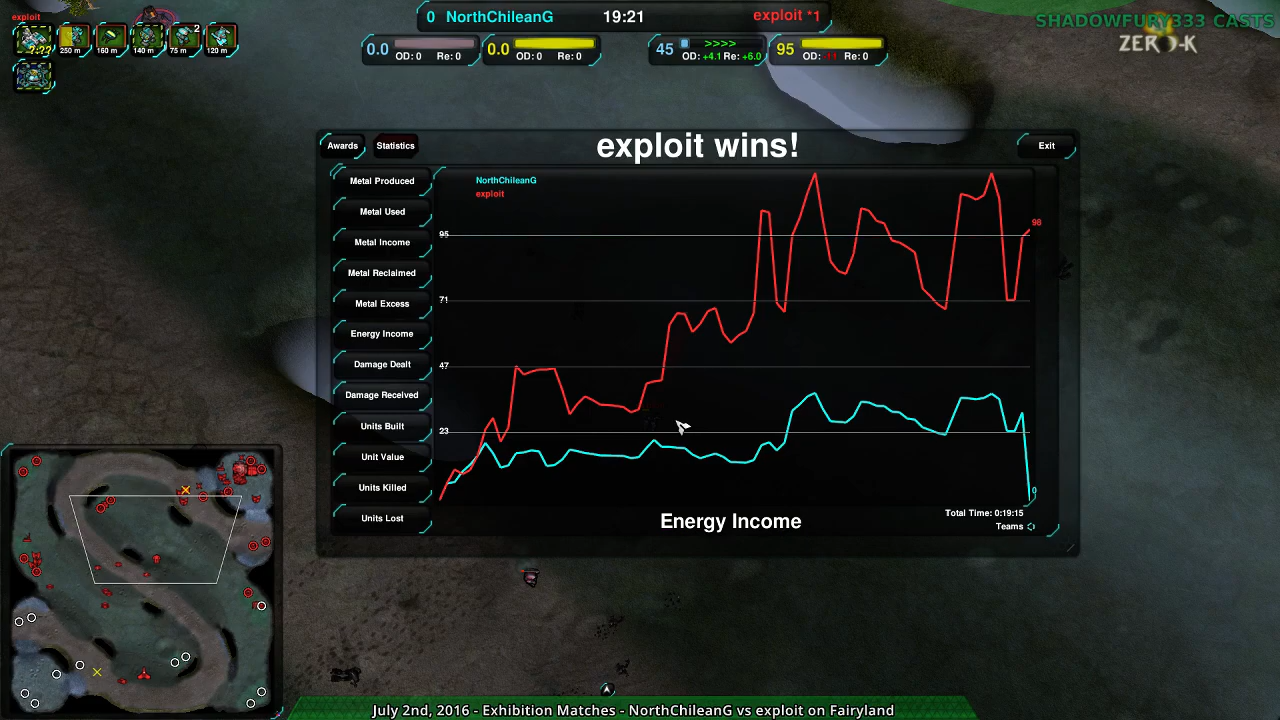 exploit
0 NorthChileanG 19:21 exploit *1
SHADOWFURY333 CASTS
ZERO-K
0.0 OD: 0 Re: 0
0.0 OD: 0 Re: 0
45 >>>> OD: +4.1 Re: +6.0
95 OD: Re: 0
250 m 160 m 140 m 75 m 120 m
2
Awards Statistics exploit wins! Exit
Metal Produced
Metal Used
Metal Income
Metal Reclaimed
Metal Excess
Energy Income
Damage Dealt
Damage Received
Units Built
Unit Value
Units Killed
Units Lost
NorthChileanG
exploit
98
95
71
47
23
0
Energy Income
Total Time: 0:19:15
Teams
July 2nd, 2016 - Exhibition Matches - NorthChileanG vs exploit on Fairyland